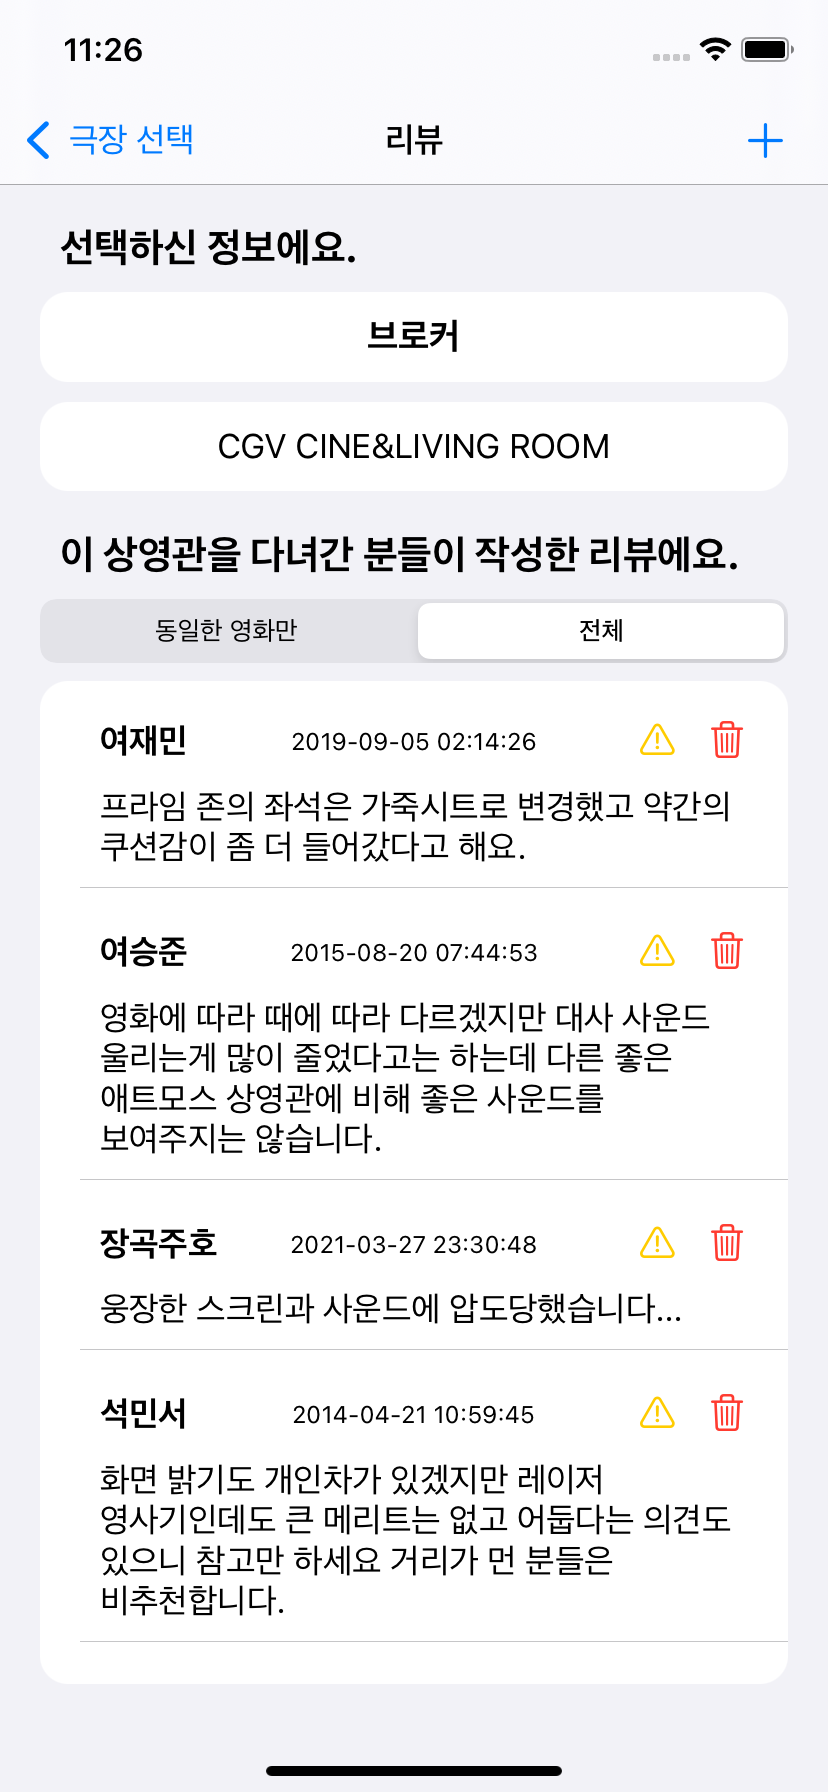 11:26
극장 선택
리뷰
선택하신 정보에요.
브로커
CGV CINE&LIVING ROOM
이 상영관을 다녀간 분들이 작성한 리뷰에요.
동일한 영화만
전체
여재민
2019-09-05 02:14:26
프라임 존의 좌석은 가죽시트로 변경했고 약간의
쿠션감이 좀 더 들어갔다고 해요.
여승준
2015-08-20 07:44:53
영화에 따라 때에 따라 다르겠지만 대사 사운드
울리는게 많이 줄었다고는 하는데 다른 좋은
애트모스 상영관에 비해 좋은 사운드를
보여주지는 않습니다.
장곡주호
2021-03-27 23:30:48
웅장한 스크린과 사운드에 압도당했습니다...
석민서
2014-04-21 10:59:45
화면 밝기도 개인차가 있겠지만 레이저
영사기인데도 큰 메리트는 없고 어둡다는 의견도
있으니 참고만 하세요 거리가 먼 분들은
비추천합니다.